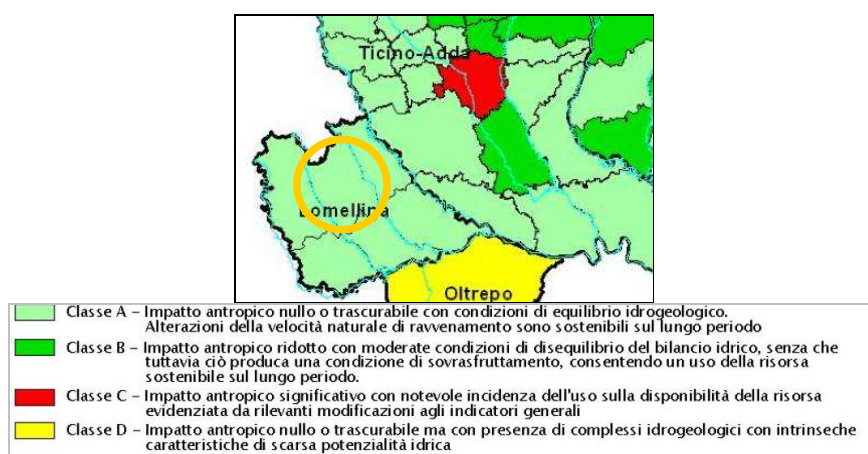 Ticino-Adda
Lomellina
Oltrepo
Classe A – Impatto antropico nullo o trascurabile con condizioni di equilibrio idrogeologico.
Alterazioni della velocità naturale di ravvenamento sono sostenibili sul lungo periodo
Classe B – Impatto antropico ridotto con moderate condizioni di disequilibrio del bilancio idrico, senza che
tuttavia ciò produca una condizione di sovrasfruttamento, consentendo un uso della risorsa
sostenibile sul lungo periodo.
Classe C – Impatto antropico significativo con notevole incidenza dell'uso sulla disponibilità della risorsa
evidenziata da rilevanti modificazioni agli indicatori generali
Classe D – Impatto antropico nullo o trascurabile ma con presenza di complessi idrogeologici con intrinseche
caratteristiche di scarsa potenzialità idrica